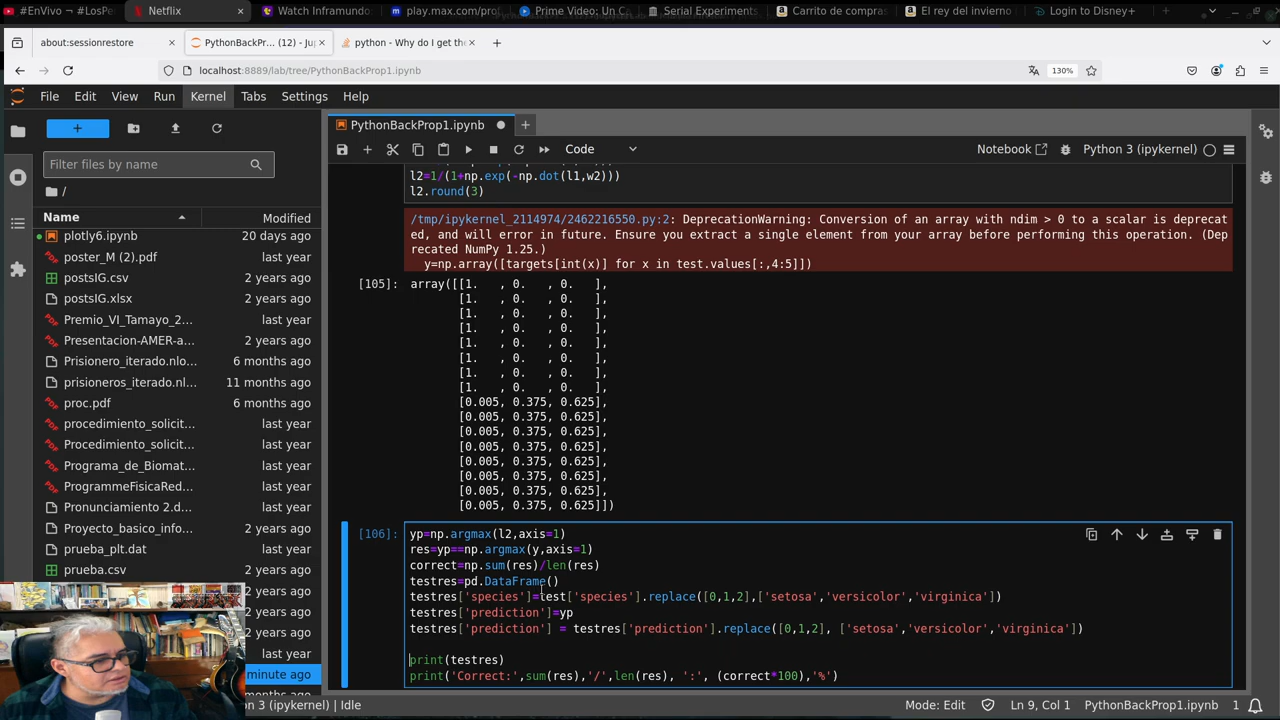 #EnVivo ¬ #LosPe
Netflix
Watch Inframundo
play.max.com/prof
Prime Video: Un Ca
Serial Experiments
Carrito de compras
El rey del invierno
Login to Disney+
about:sessionrestore
PythonBackProp... (12) - Jup
python - Why do I get the
localhost:8889/lab/tree/PythonBackProp1.ipynb
130%
File Edit View Run Kernel Tabs Settings Help
PythonBackProp1.ipynb
Filter files by name
Code
Notebook
Python 3 (ipykernel)
/
Name
Modified
plotly6.ipynb 20 days ago
poster_M (2).pdf last year
postsIG.csv 2 years ago
postsIG.xlsx 2 years ago
Premio_VI_Tamayo_2... last year
Presentacion-AMER-a... last year
Prisionero_iterado.nlo... 6 months ago
prisioneros_iterado.nl... 11 months ago
proc.pdf 6 months ago
procedimiento_solicit... last year
Procedimiento_solicit... last year
Programa_de_Biomat... last year
ProgrammeFisicaRed... last year
Pronunciamiento 2.d... last year
Proyecto_basico_info... 2 years ago
prueba_plt.dat 2 years ago
prueba.csv 2 years ago
2 years ago
2 years ago
2 years ago
last year
minute ago
l2=1/(1+np.exp(-np.dot(l1,w2)))
l2.round(3)
/tmp/ipykernel_2114974/2462216550.py:2: DeprecationWarning: Conversion of an array with ndim > 0 to a scalar is deprecat
ed, and will error in future. Ensure you extract a single element from your array before performing this operation. (Dep
recated NumPy 1.25.)
y=np.array([targets[int(x)] for x in test.values[:,4:5]])
[105]: array([[1.   , 0.   , 0.   ],
[1.   , 0.   , 0.   ],
[1.   , 0.   , 0.   ],
[1.   , 0.   , 0.   ],
[1.   , 0.   , 0.   ],
[1.   , 0.   , 0.   ],
[1.   , 0.   , 0.   ],
[1.   , 0.   , 0.   ],
[0.005, 0.375, 0.625],
[0.005, 0.375, 0.625],
[0.005, 0.375, 0.625],
[0.005, 0.375, 0.625],
[0.005, 0.375, 0.625],
[0.005, 0.375, 0.625],
[0.005, 0.375, 0.625],
[0.005, 0.375, 0.625]])
[106]: yp=np.argmax(l2,axis=1)
res=yp==np.argmax(y,axis=1)
correct=np.sum(res)/len(res)
testres=pd.DataFrame()
testres['species']=test['species'].replace([0,1,2],['setosa','versicolor','virginica'])
testres['prediction']=yp
testres['prediction'] = testres['prediction'].replace([0,1,2], ['setosa','versicolor','virginica'])
print(testres)
print('Correct:',sum(res),'/',len(res), ':', (correct*100),'%')
3 (ipykernel) | Idle
Mode: Edit
Ln 9, Col 1
PythonBackProp1.ipynb
1